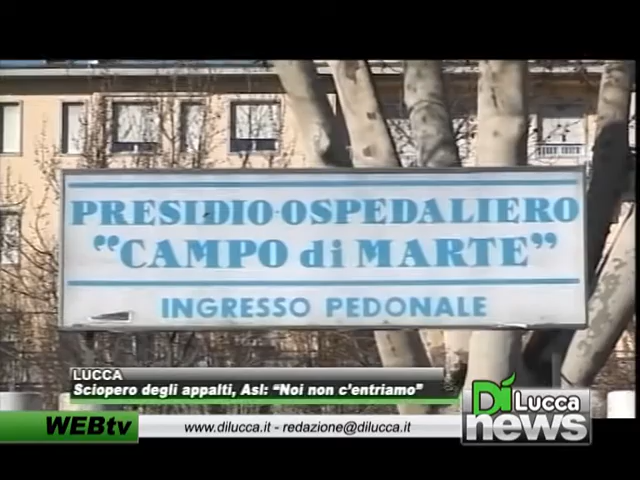 PRESIDIO·OSPEDALIERO
“CAMPO di MARTE”
INGRESSO PEDONALE
LUCCA
Sciopero degli appalti, Asl: “Noi non c'entriamo”
WEBtv
www.dilucca.it - redazione@dilucca.it
Dì LUCCA
news